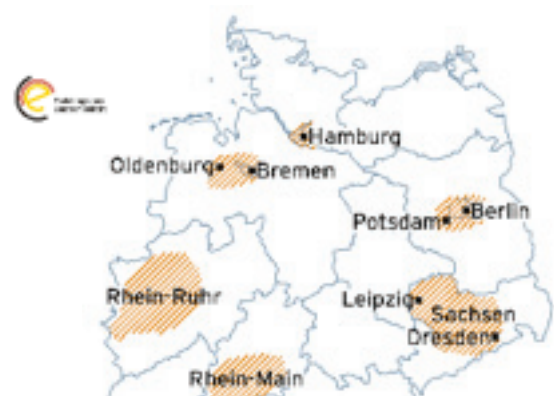 e
Hamburg
Oldenburg
Bremen
Berlin
Potsdam
Rhein-Ruhr
Leipzig
Sachsen
Dresden
Rhein-Main